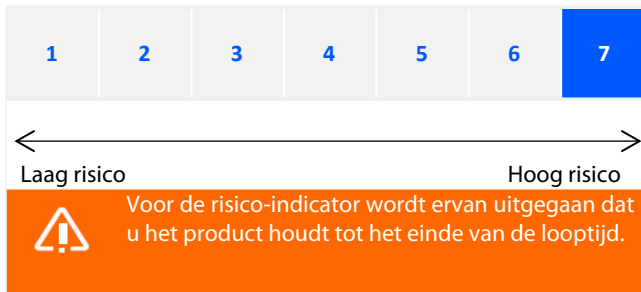 1 2 3 4 5 6 7
Laag risico Hoog risico
Voor de risico-indicator wordt ervan uitgegaan dat
u het product houdt tot het einde van de looptijd.